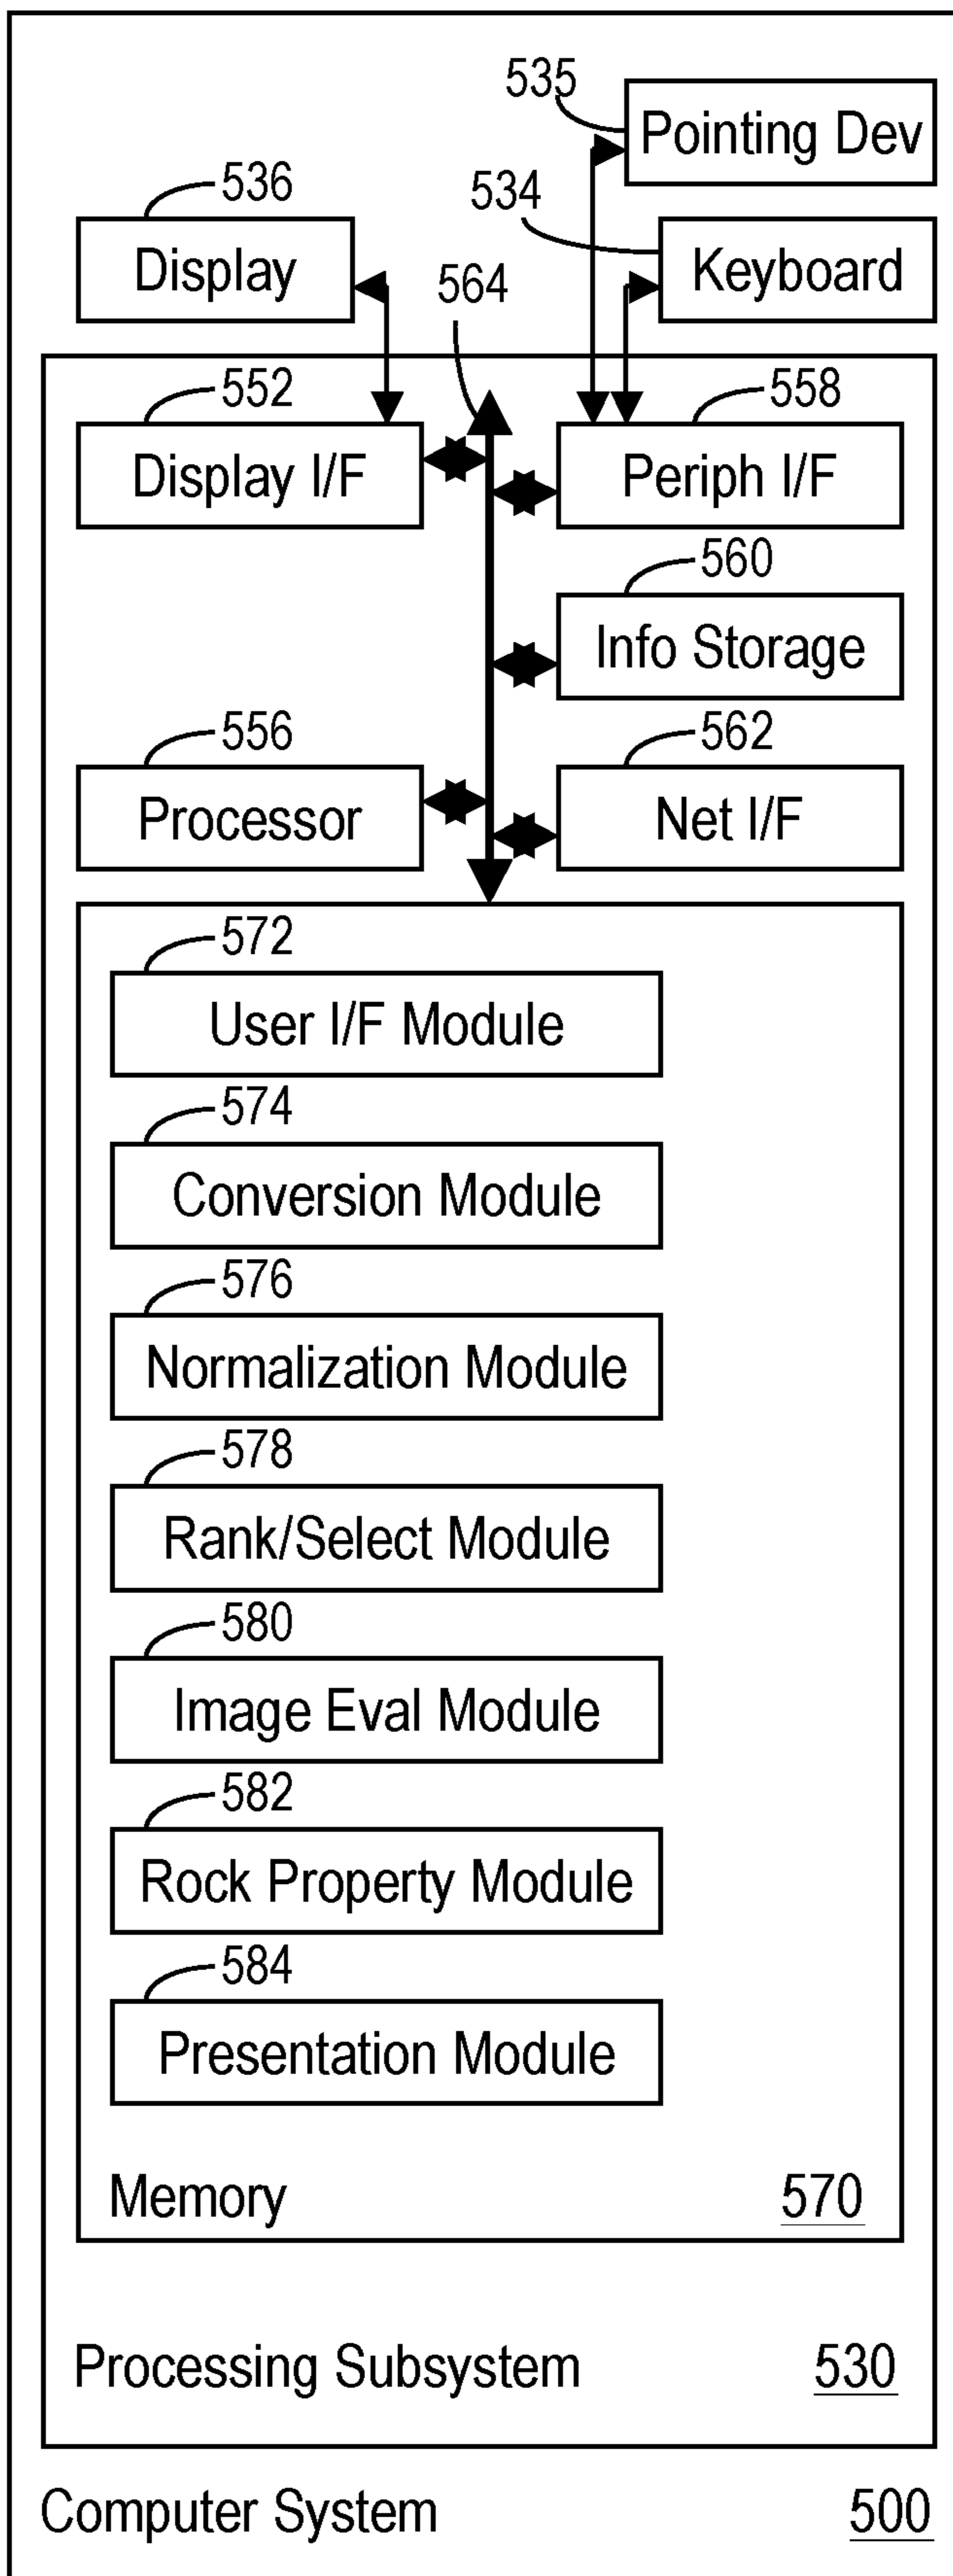 535
Pointing Dev
536
534
Display
Keyboard
564
552
558
Display I/F
Periph I/F
560
Info Storage
556
562
Processor
Net I/F
572
User I/F Module
574
Conversion Module
576
Normalization Module
578
Rank/Select Module
580
Image Eval Module
582
Rock Property Module
584
Presentation Module
Memory 570
Processing Subsystem 530
Computer System 500